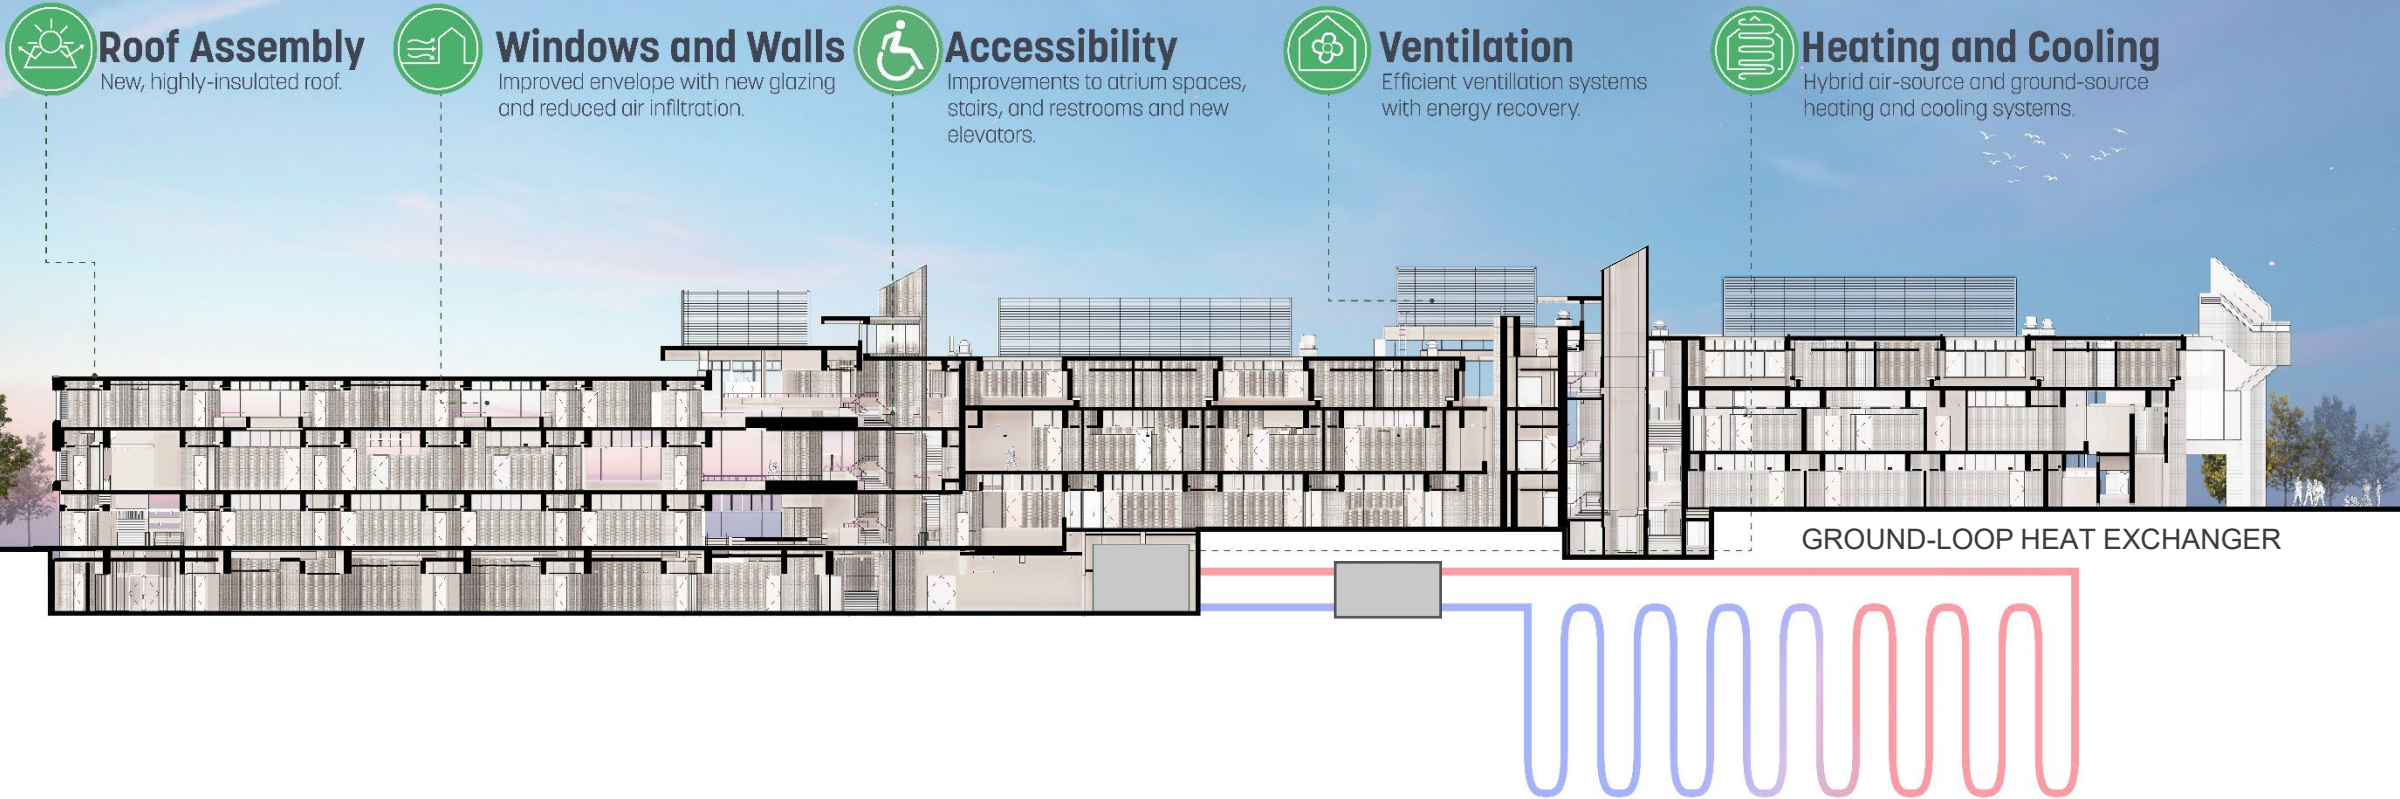 Roof Assembly
New, highly-insulated roof.
Windows and Walls
Improved envelope with new glazing
and reduced air infiltration.
Accessibility
Improvements to atrium spaces,
stairs, and restrooms and new
elevators.
Ventilation
Efficient ventillation systems
with energy recovery.
Heating and Cooling
Hybrid air-source and ground-source
heating and cooling systems.
GROUND-LOOP HEAT EXCHANGER